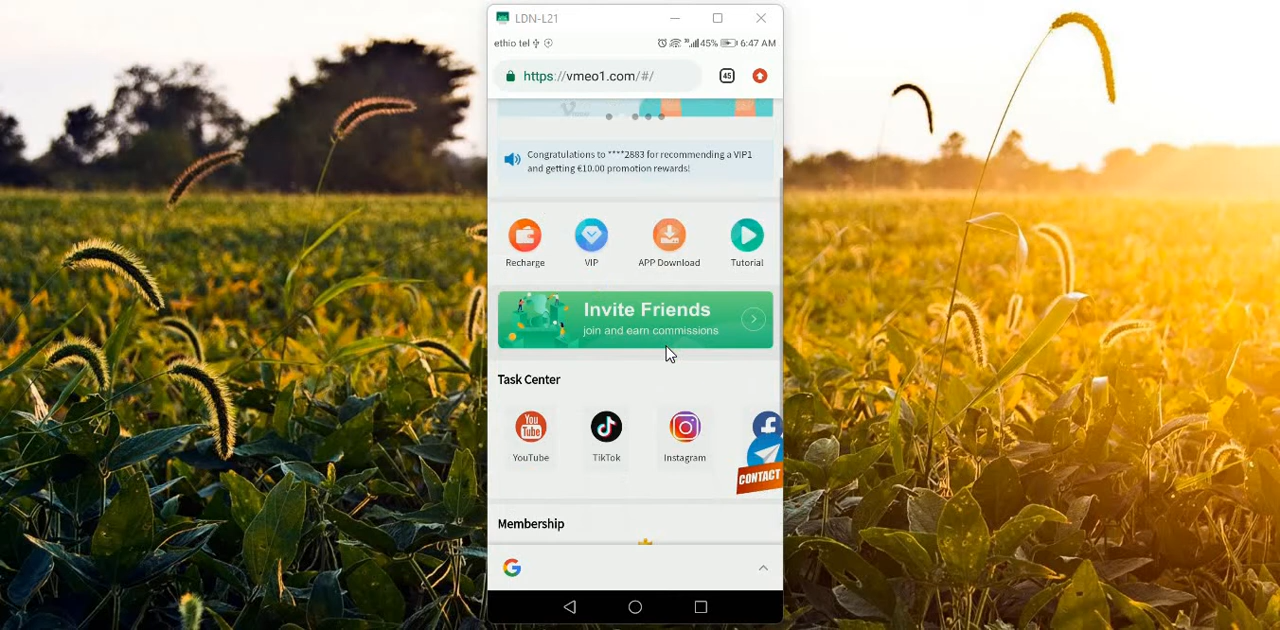 LDN-L21
ethio tel
45% 6:47 AM
https://vmeo1.com/#/
45
Congratulations to ****2883 for recommending a VIP1
and getting €10.00 promotion rewards!
Recharge VIP APP Download Tutorial
Invite Friends
join and earn commissions
Task Center
You
Tube
YouTube TikTok Instagram
CONTACT
Membership